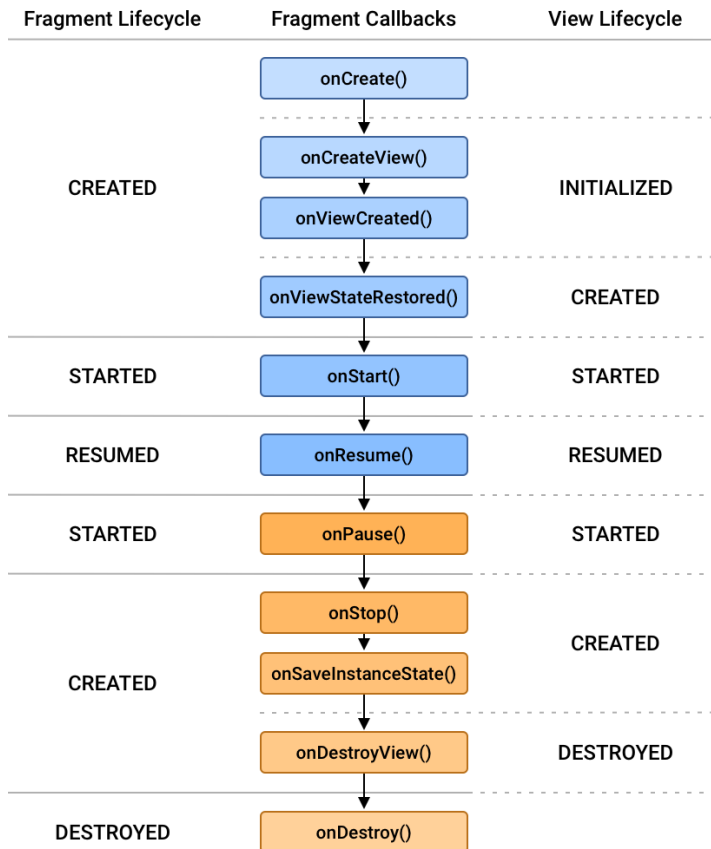 Fragment Lifecycle
Fragment Callbacks
View Lifecycle
onCreate()
onCreateView()
CREATED
INITIALIZED
onViewCreated()
onViewStateRestored()
CREATED
STARTED
onStart()
STARTED
RESUMED
onResume()
RESUMED
STARTED
onPause()
STARTED
onStop()
CREATED
onSaveInstanceState()
CREATED
onDestroyView()
DESTROYED
DESTROYED
onDestroy()